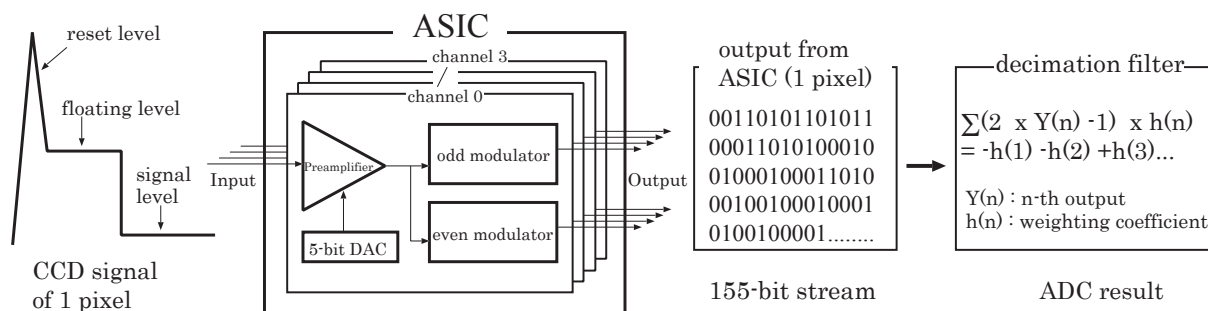 reset level
floating level
signal
level
CCD signal
of 1 pixel
Input
ASIC
channel 3
channel 0
Preamplifier
5-bit DAC
odd modulator
even modulator
Output
output from
ASIC (1 pixel)
00110101101011
00011010100010
01000100011010
00100100010001
0100100001........
155-bit stream
decimation filter
∑(2 x Y(n) -1) x h(n)
= -h(1) -h(2) +h(3)...
Y(n) : n-th output
h(n) : weighting coefficient
ADC result